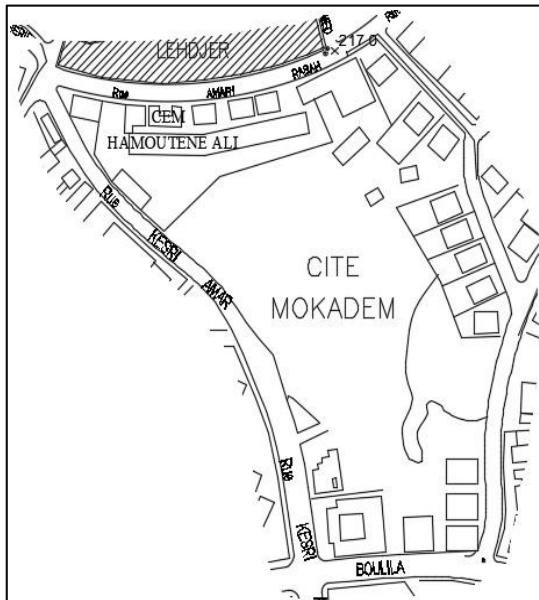 LEHDJER
217.0
Rue AMARI RABAH
CEM
HAMOUTENE ALI
Rue KESRI AMAR
CITE
MOKADEM
Rue KESRI
BOULILA